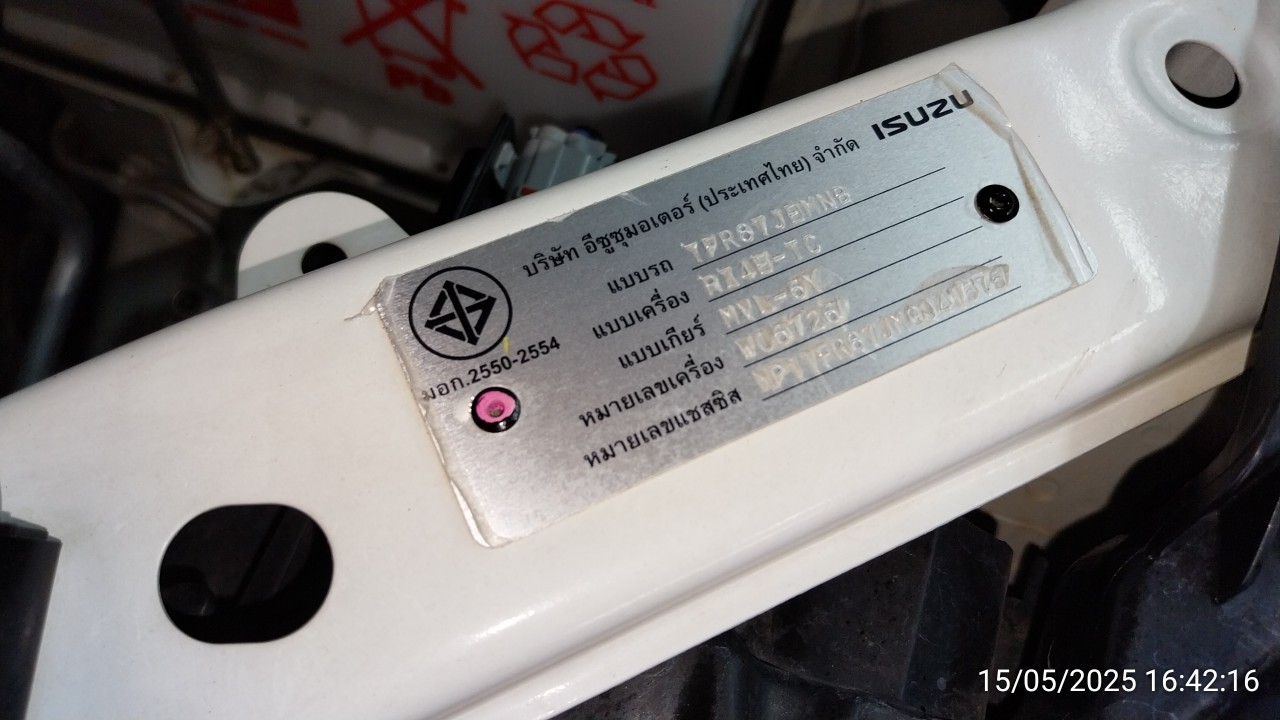 ISUZU
บริษัท อีซูซุมอเตอร์ (ประเทศไทย) จำกัด
แบบรถ
แบบเครื่อง
แบบเกียร์ MVL-6Y
หมายเลขเครื่อง
หมายเลขแชสซิส
มอก.2550-2554
15/05/2025 16:42:16